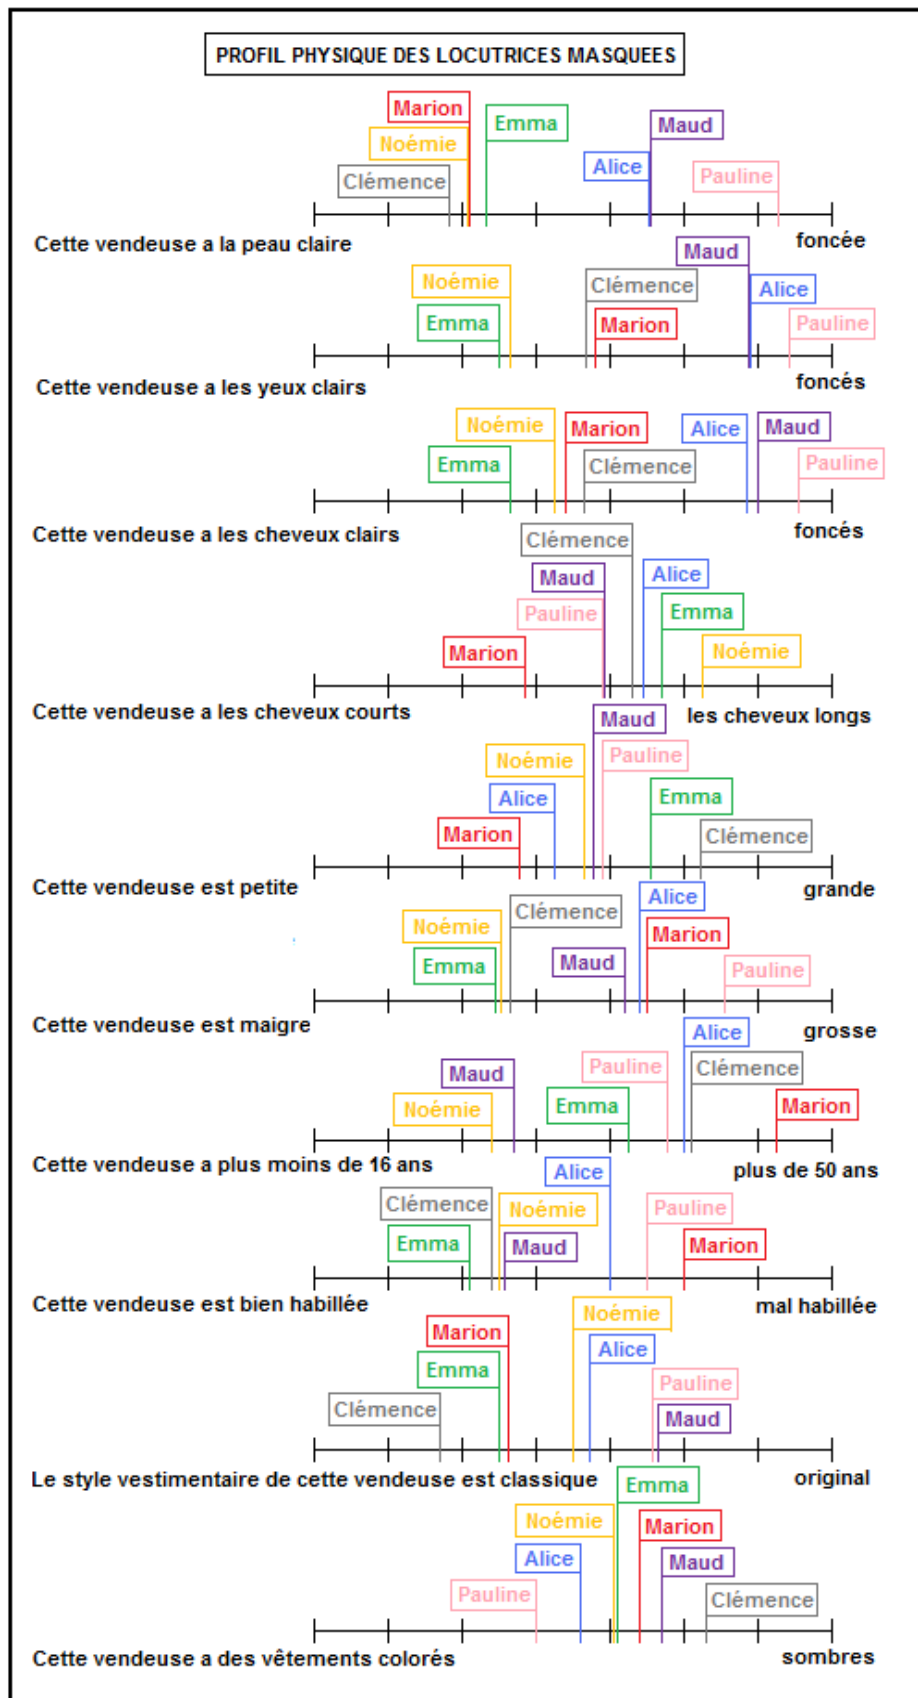 PROFIL PHYSIQUE DES LOCUTRICES MASQUEES
Marion
Emma
Maud
Noémie
Alice
Clémence
Pauline
Cette vendeuse a la peau claire
foncée
Maud
Noémie
Clémence
Alice
Emma
Marion
Pauline
Cette vendeuse a les yeux clairs
foncés
Noémie
Marion
Alice
Maud
Emma
Clémence
Pauline
Cette vendeuse a les cheveux clairs
foncés
Clémence
Maud
Alice
Pauline
Emma
Marion
Noémie
Cette vendeuse a les cheveux courts
les cheveux longs
Maud
Noémie
Pauline
Alice
Emma
Marion
Clémence
Cette vendeuse est petite
grande
Alice
Clémence
Noémie
Marion
Emma
Maud
Pauline
Cette vendeuse est maigre
grosse
Alice
Maud
Pauline
Clémence
Noémie
Emma
Marion
Cette vendeuse a plus moins de 16 ans
plus de 50 ans
Alice
Clémence
Noémie
Pauline
Emma
Maud
Marion
Cette vendeuse est bien habillée
mal habillée
Noémie
Marion
Alice
Emma
Pauline
Clémence
Maud
Le style vestimentaire de cette vendeuse est classique
original
Emma
Noémie
Marion
Alice
Maud
Pauline
Clémence
Cette vendeuse a des vêtements colorés
sombres